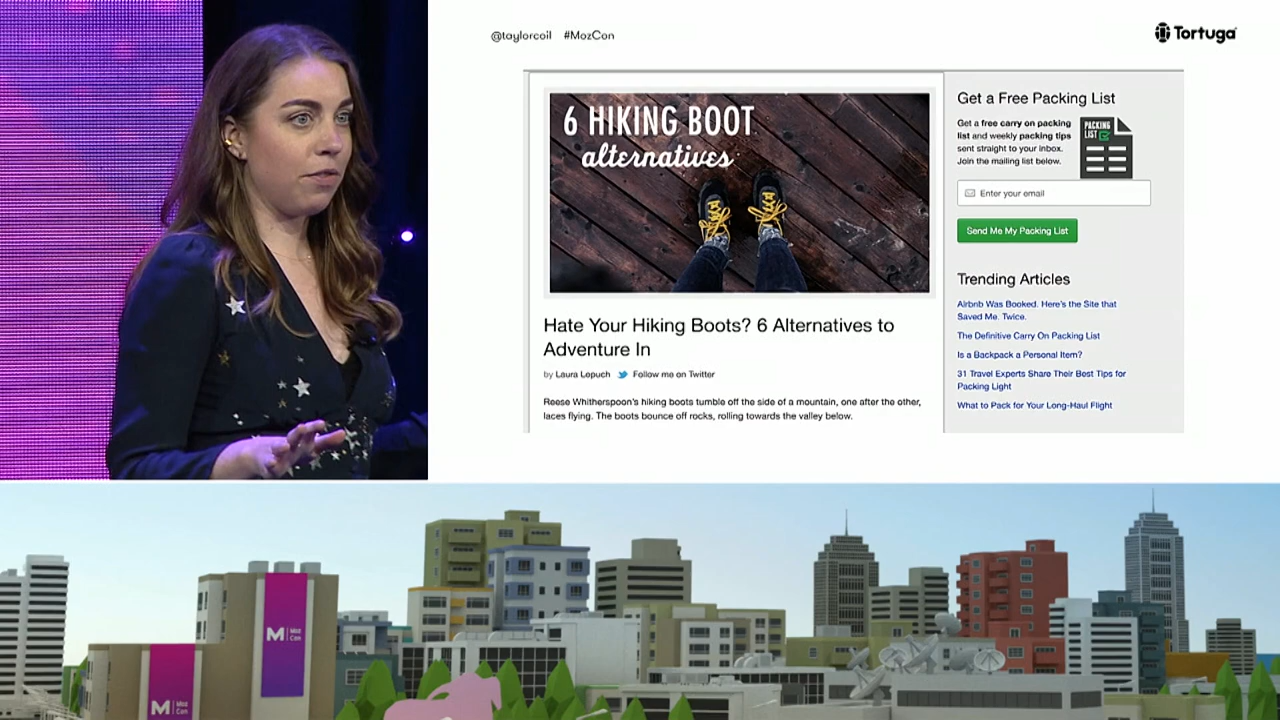 @taylorcoil #MozCon
Tortuga
6 HIKING BOOT
alternatives
Hate Your Hiking Boots? 6 Alternatives to
Adventure In
by Laura Lopuch Follow me on Twitter
Reese Whitherspoon's hiking boots tumble off the side of a mountain, one after the other,
laces flying. The boots bounce off rocks, rolling towards the valley below.
Get a Free Packing List
Get a free carry on packing
list and weekly packing tips
sent straight to your inbox.
Join the mailing list below.
PACKING
LIST
Enter your email
Send Me My Packing List
Trending Articles
Airbnb Was Booked. Here's the Site that
Saved Me. Twice.
The Definitive Carry On Packing List
Is a Backpack a Personal Item?
31 Travel Experts Share Their Best Tips for
Packing Light
What to Pack for Your Long-Haul Flight
M Moz
Con
M Moz
Con